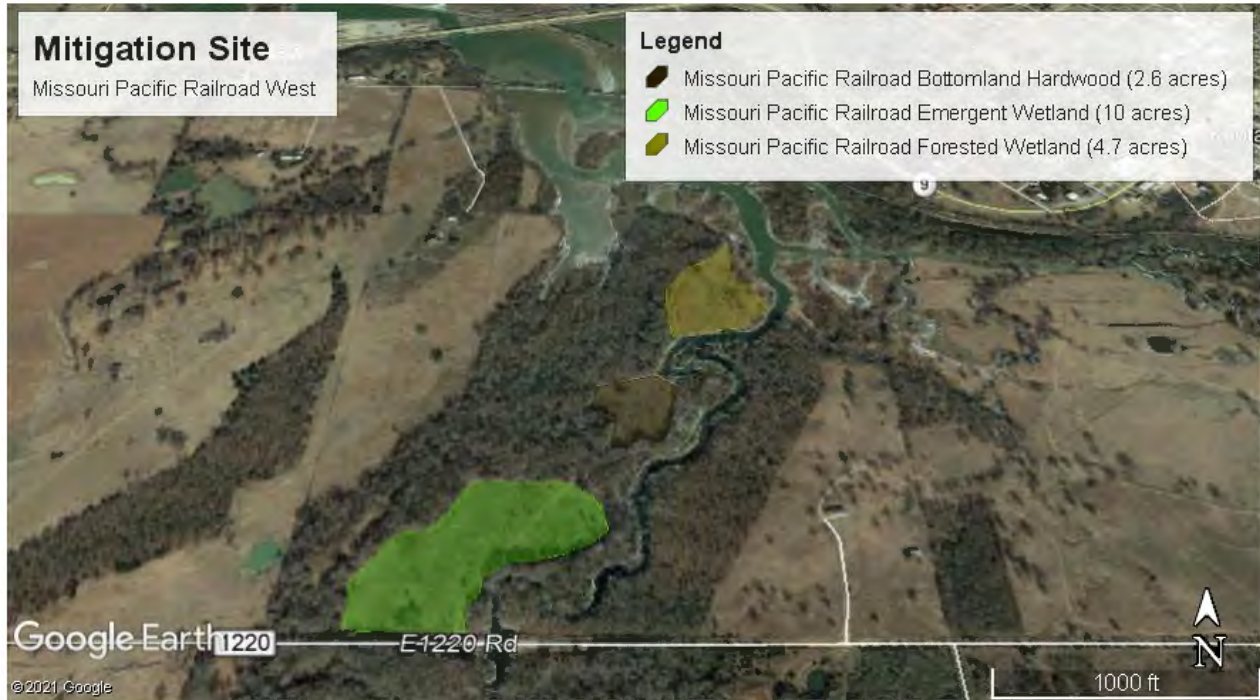 Mitigation Site
Missouri Pacific Railroad West
Legend
Missouri Pacific Railroad Bottomland Hardwood (2.6 acres)
Missouri Pacific Railroad Emergent Wetland (10 acres)
Missouri Pacific Railroad Forested Wetland (4.7 acres)
9
Google Earth
1220
E1220 Rd
N
©2021 Google
1000 ft